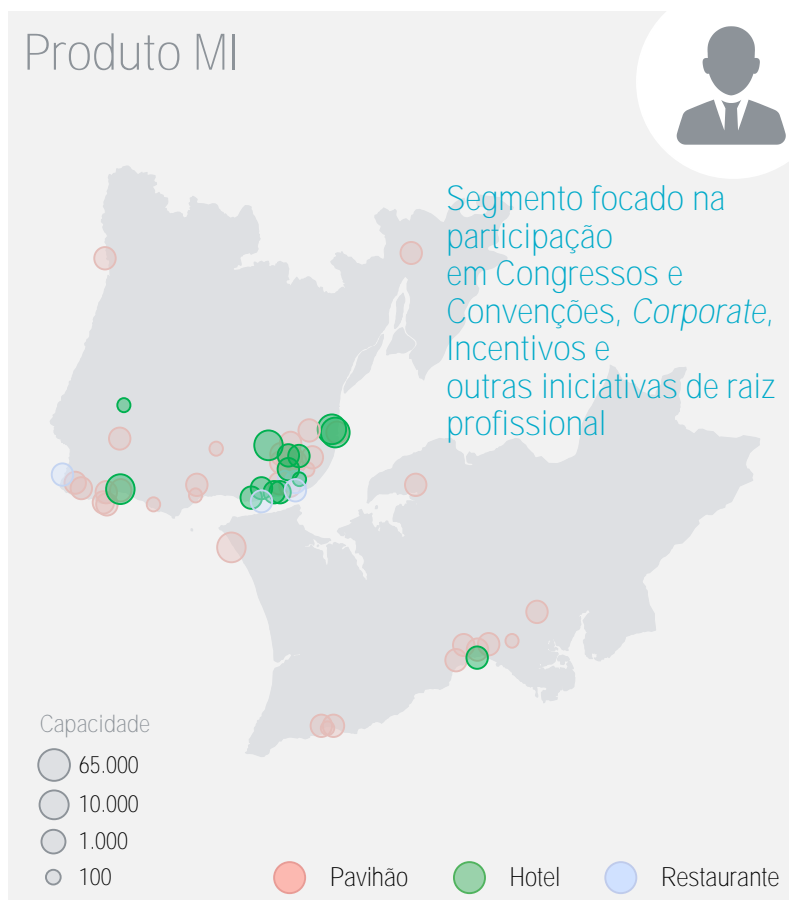 Produto MI
Segmento focado na
participação
em Congressos e
Convenções, Corporate,
Incentivos e
outras iniciativas de raiz
profissional
Capacidade
65.000
10.000
1.000
100
Pavihão
Hotel
Restaurante